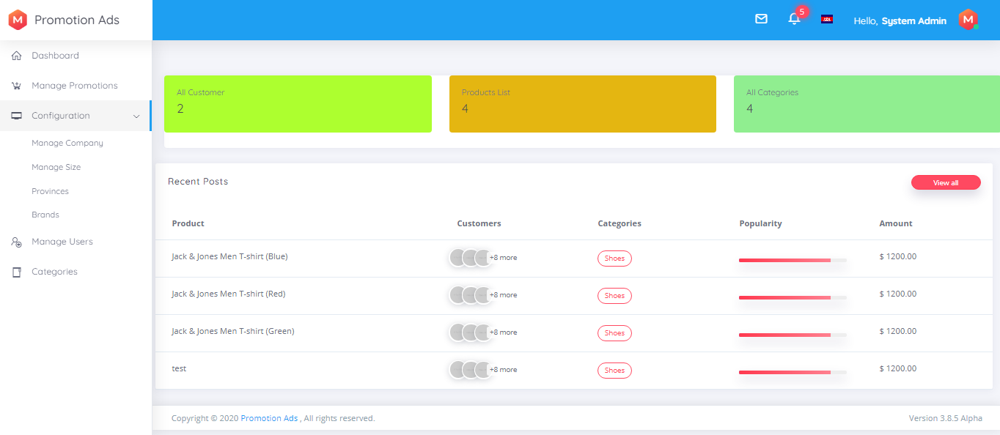 M Promotion Ads
5
Hello, System Admin M
Dashboard
Manage Promotions
Configuration
Manage Company
Manage Size
Provinces
Brands
Manage Users
Categories
All Customer
2
Products List
4
All Categories
4
Recent Posts
View all
Product Customers Categories Popularity Amount
Jack & Jones Men T-shirt (Blue) +8 more Shoes $ 1200.00
Jack & Jones Men T-shirt (Red) +8 more Shoes $ 1200.00
Jack & Jones Men T-shirt (Green) +8 more Shoes $ 1200.00
test +8 more Shoes $ 1200.00
Copyright © 2020 Promotion Ads , All rights reserved. Version 3.8.5 Alpha